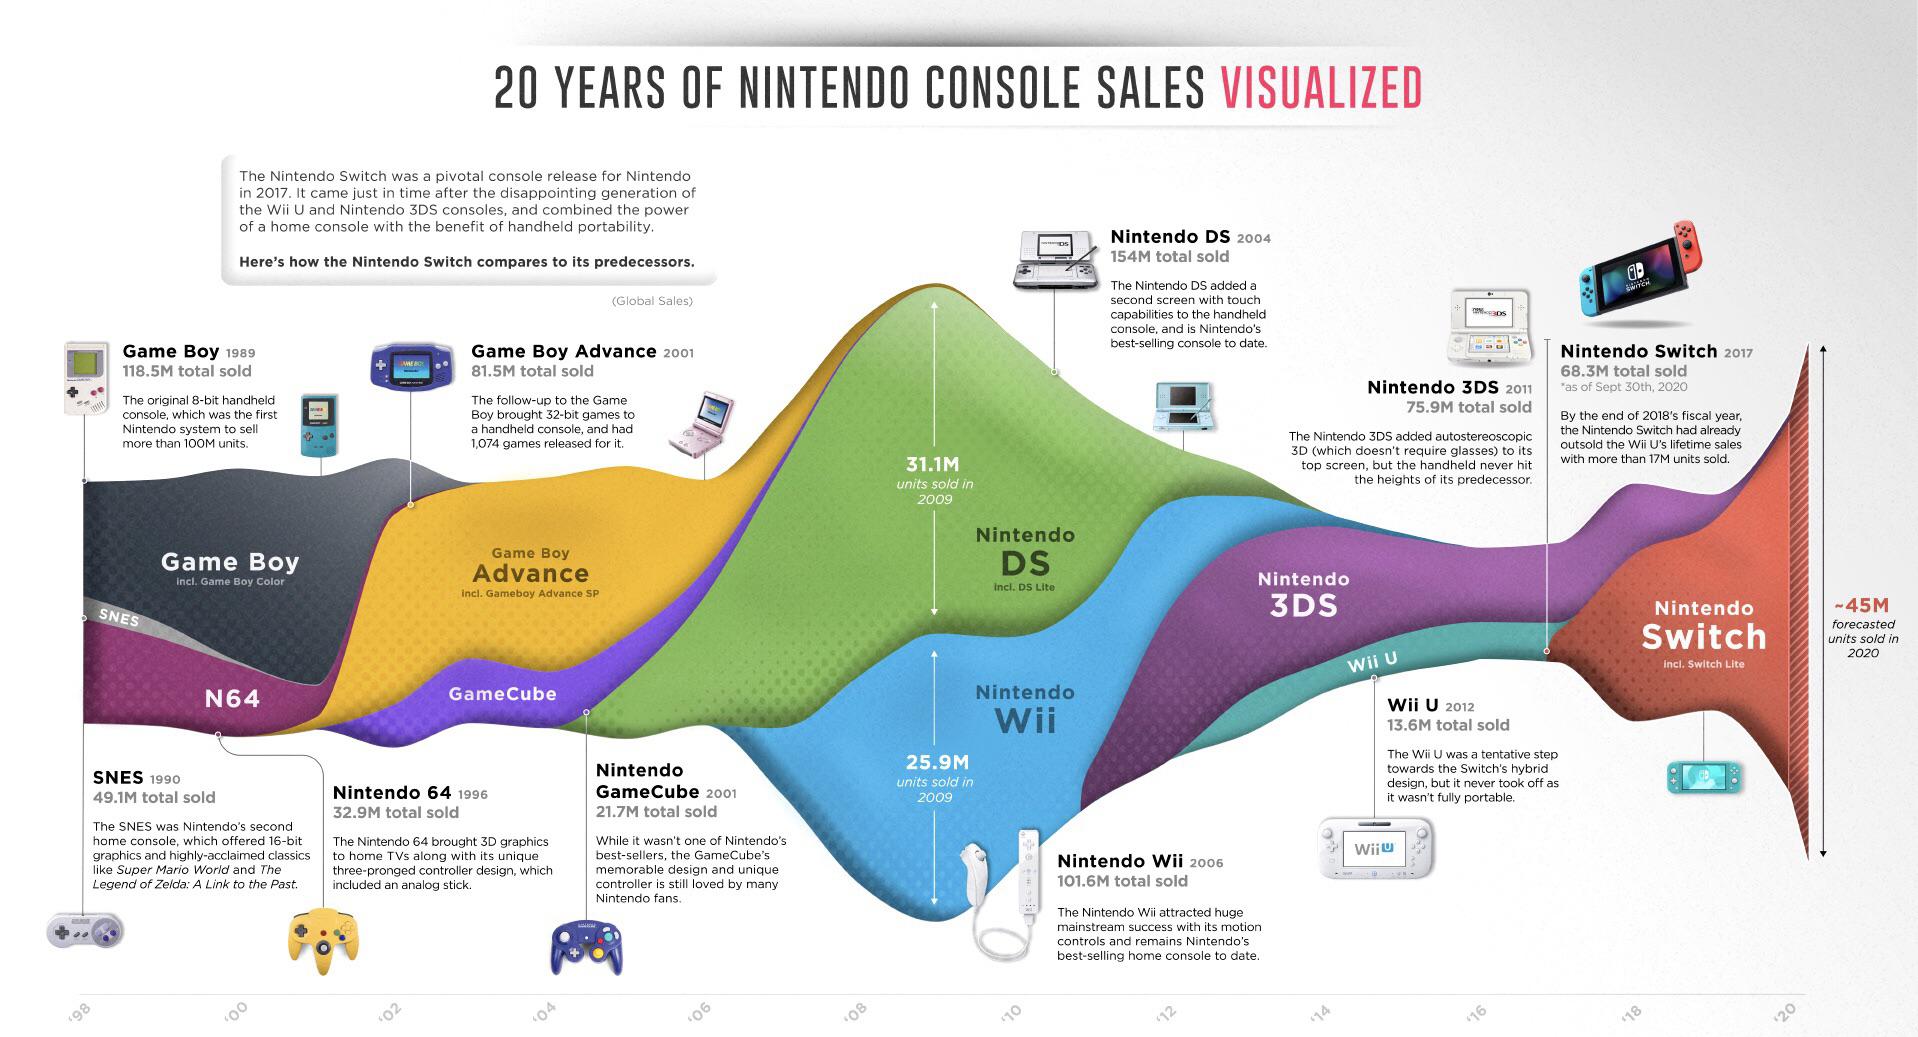 20 YEARS OF NINTENDO CONSOLE SALES VISUALIZED
The Nintendo Switch was a pivotal console release for Nintendo
in 2017. It came just in time after the disappointing generation of
the Wii U and Nintendo 3DS consoles, and combined the power
of a home console with the benefit of handheld portability.
Here's how the Nintendo Switch compares to its predecessors.
(Global Sales)
Game Boy 1989
118.5M total sold
The original 8-bit handheld
console, which was the first
Nintendo system to sell
more than 100M units.
Game Boy Advance 2001
81.5M total sold
The follow-up to the Game
Boy brought 32-bit games to
a handheld console, and had
1,074 games released for it.
Nintendo DS 2004
154M total sold
The Nintendo DS added a
second screen with touch
capabilities to the handheld
console, and is Nintendo's
best-selling console to date.
Nintendo 3DS 2011
75.9M total sold
The Nintendo 3DS added autostereoscopic
3D (which doesn't require glasses) to its
top screen, but the handheld never hit
the heights of its predecessor.
Nintendo Switch 2017
68.3M total sold
*as of Sept 30th, 2020
By the end of 2018's fiscal year,
the Nintendo Switch had already
outsold the Wii U's lifetime sales
with more than 17M units sold.
Game Boy
incl. Game Boy Color
SNES
N64
Game Boy
Advance
incl. Gameboy Advance SP
GameCube
31.1M
units sold in
2009
Nintendo
DS
incl. DS Lite
25.9M
units sold in
2009
Nintendo
Wii
Nintendo
3DS
Wii U
Nintendo
Switch
incl. Switch Lite
~45M
forecasted
units sold in
2020
SNES 1990
49.1M total sold
The SNES was Nintendo's second
home console, which offered 16-bit
graphics and highly-acclaimed classics
like Super Mario World and The
Legend of Zelda: A Link to the Past.
Nintendo 64 1996
32.9M total sold
The Nintendo 64 brought 3D graphics
to home TVs along with its unique
three-pronged controller design, which
included an analog stick.
Nintendo
GameCube 2001
21.7M total sold
While it wasn't one of Nintendo's
best-sellers, the GameCube's
memorable design and unique
controller is still loved by many
Nintendo fans.
Nintendo Wii 2006
101.6M total sold
The Nintendo Wii attracted huge
mainstream success with its motion
controls and remains Nintendo's
best-selling home console to date.
Wii U 2012
13.6M total sold
The Wii U was a tentative step
towards the Switch's hybrid
design, but it never took off as
it wasn't fully portable.
WiiU
'98
'00
'02
'04
'06
'08
'10
'12
'14
'16
'18
'20